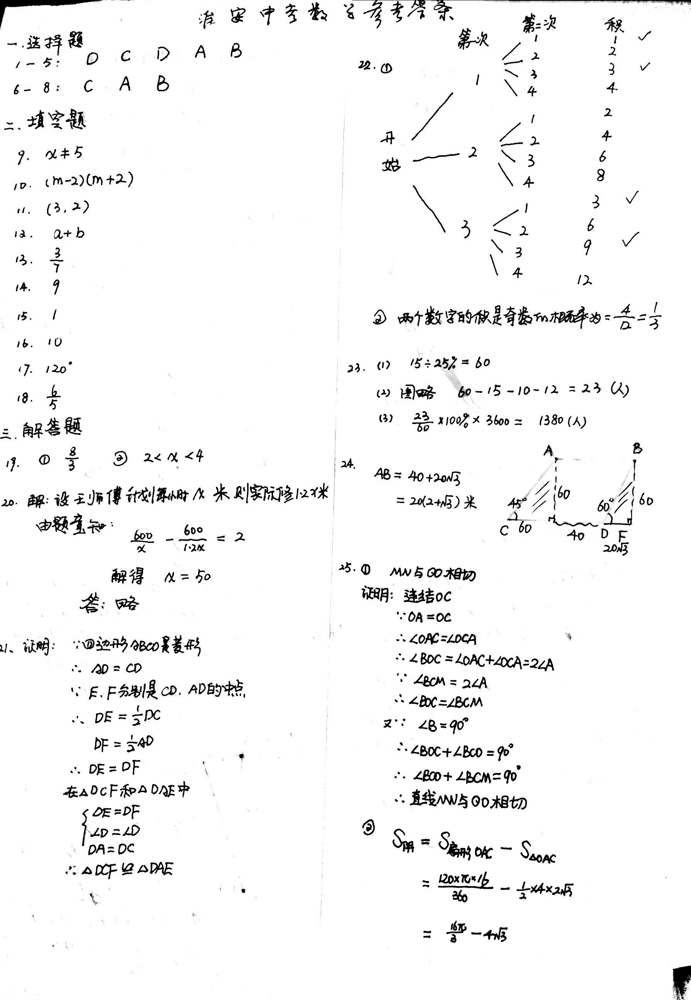 淮安中考数学参考答案
一.选择题
1-5: D C D A B
6-8: C A B
二、填空题
9. x≠5
10. (m-2)(m+2)
11. (3,2)
12. a+b
13. 3/7
14. 9
15. 1
16. 10
17. 120°
18. 6/5
三.解答题
19. ① 8/3 ② 2<x<4
20. 解:设王师傅计划每小时x米则实际修1.2x米
由题意知:
600/x - 600/1.2x = 2
解得 x=50
答:略
21、证明: ∵四边形ABCD是菱形
∴ AD=CD
∵ E、F分别是CD、AD的中点
∴ DE=1/2DC
DF=1/2AD
∴ DE=DF
在△DCF和△DAE中
{DE=DF
∠D=∠D
DA=DC
∴△DCF≌△DAE
第一次 第二次 积
22. ①
开始
1
1 1 ✓
2 2
3 3 ✓
4 4
2
1 2
2 4
3 6
4 8
3
1 3 ✓
2 6
3 9 ✓
4 12
② 两个数字的积是奇数的概率为=4/12=1/3
23. (1) 15÷25%=60
(2) 图略 60-15-10-12=23(人)
(3) 23/60×100%×3600= 1380(人)
24.
AB=40+20√3
=20(2+√3)米
A B
45° 60 60° 60
C 60 40 D F
20√3
25. ① MN与⊙O相切
证明: 连结OC
∵OA=OC
∴∠OAC=∠OCA
∴∠BOC=∠OAC+∠OCA=2∠A
∵ ∠BCM=2∠A
∴∠BOC=∠BCM
又∵ ∠B=90°
∴∠BOC+∠BCO=90°
∴ ∠BCO+∠BCM=90°
∴ 直线MN与⊙O相切
② S阴=S扇形OAC-S△OAC
= 120×π×16/360 - 1/2×4×2√3
= 16π/3 - 4√3